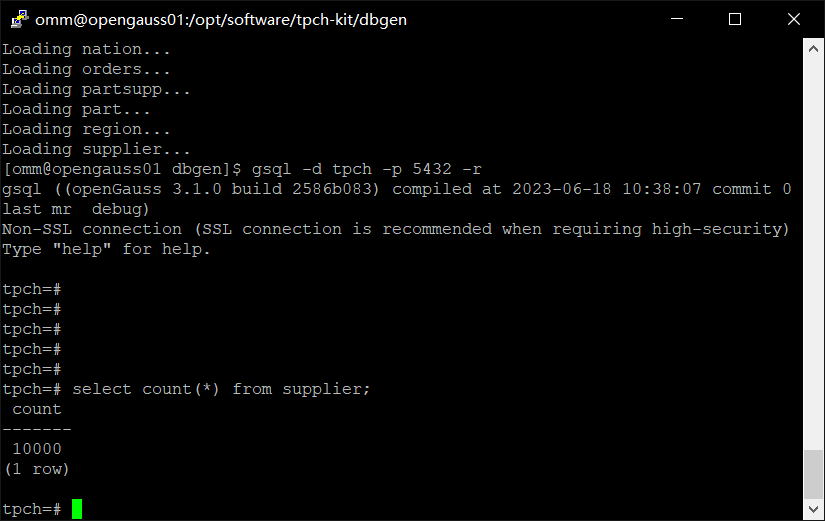 omm@opengauss01:/opt/software/tpch-kit/dbgen
Loading nation...
Loading orders...
Loading partsupp...
Loading part...
Loading region...
Loading supplier...
[omm@opengauss01 dbgen]$ gsql -d tpch -p 5432 -r
gsql ((openGauss 3.1.0 build 2586b083) compiled at 2023-06-18 10:38:07 commit 0
last mr  debug)
Non-SSL connection (SSL connection is recommended when requiring high-security)
Type "help" for help.
tpch=#
tpch=#
tpch=#
tpch=#
tpch=#
tpch=# select count(*) from supplier;
count
-------
10000
(1 row)
tpch=#